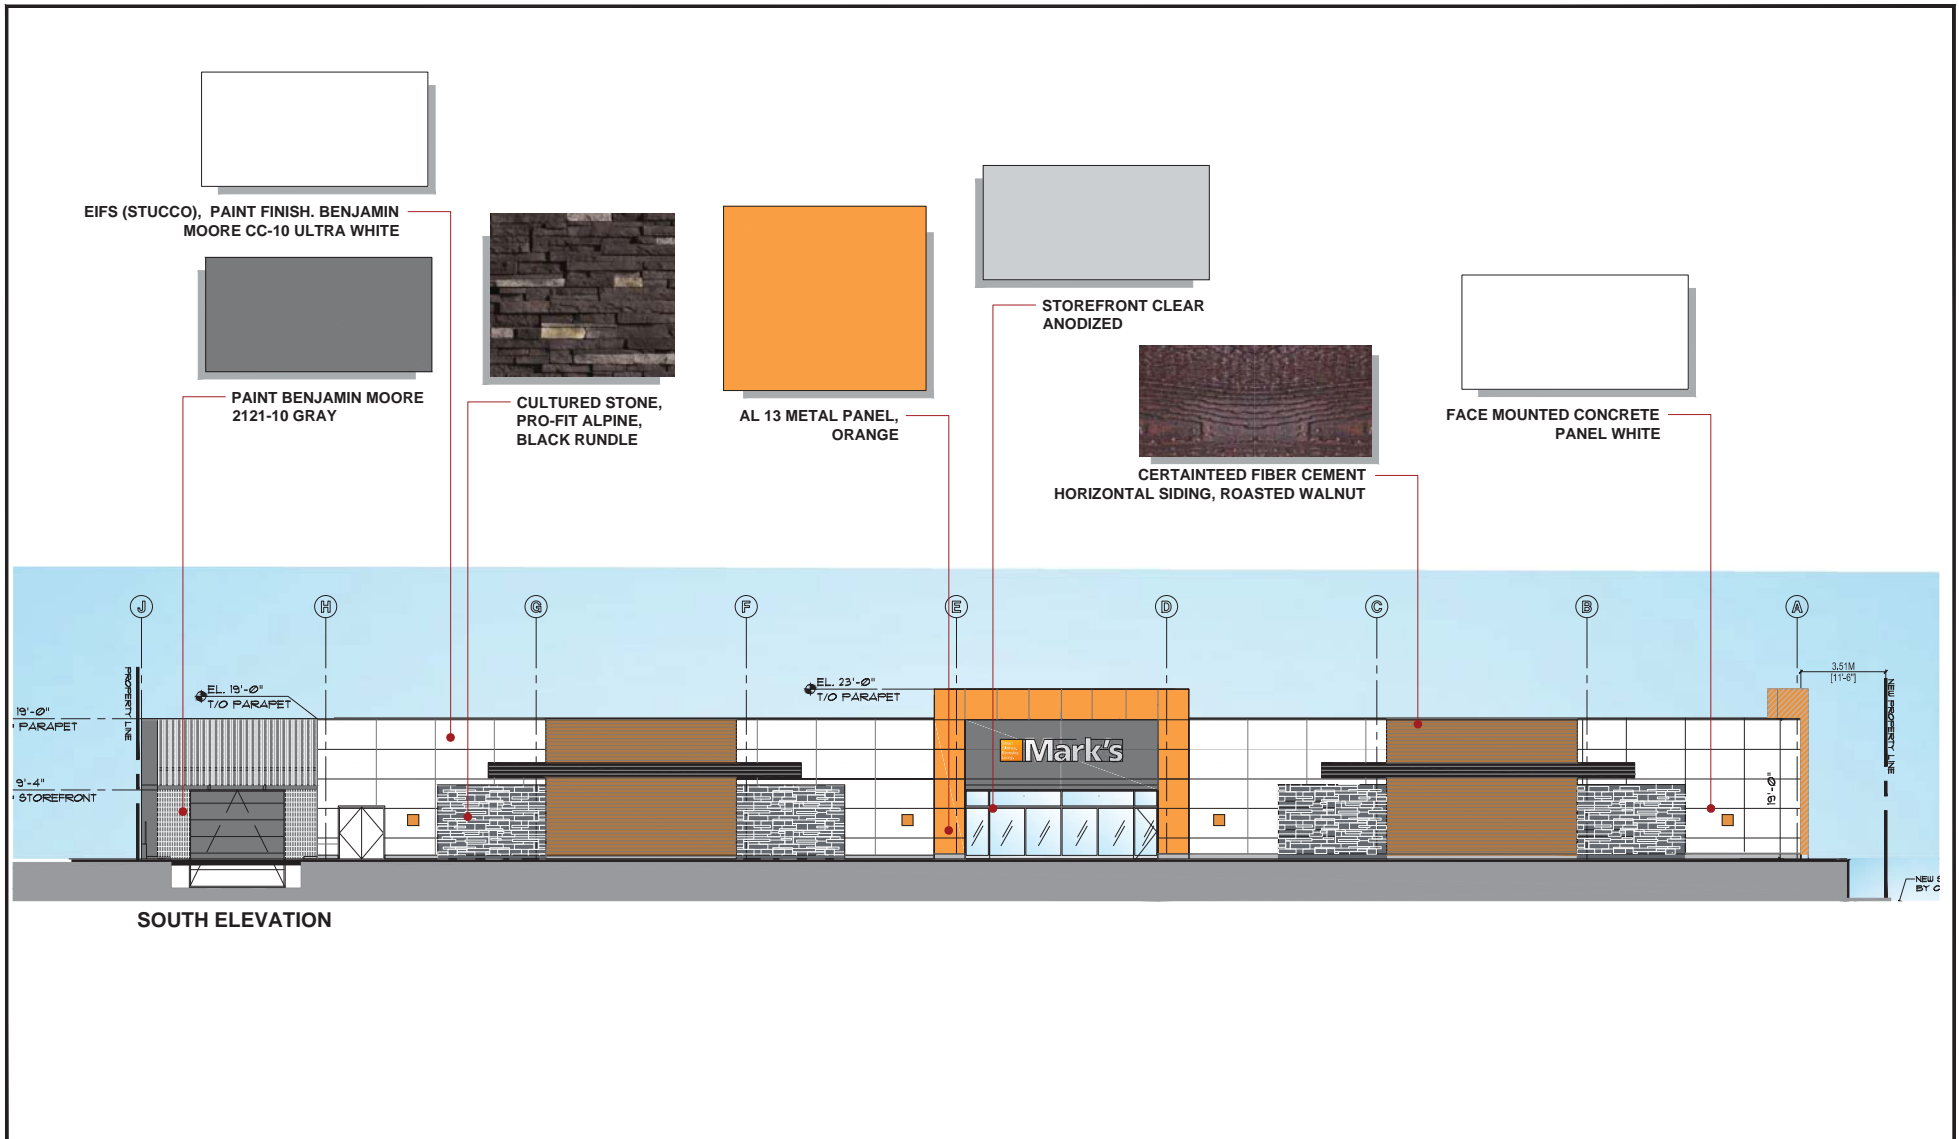 EIFS (STUCCO), PAINT FINISH. BENJAMIN
MOORE CC-10 ULTRA WHITE
PAINT BENJAMIN MOORE
2121-10 GRAY
CULTURED STONE,
PRO-FIT ALPINE,
BLACK RUNDLE
AL 13 METAL PANEL,
ORANGE
STOREFRONT CLEAR
ANODIZED
CERTAINTEED FIBER CEMENT
HORIZONTAL SIDING, ROASTED WALNUT
FACE MOUNTED CONCRETE
PANEL WHITE
J H G F E D C B A
PROPERTY LINE
EL. 19'-0"
T/O PARAPET
EL. 23'-0"
T/O PARAPET
3.51M
[11'-6"]
NEW PROPERTY LINE
19'-0"
PARAPET
9'-4"
STOREFRONT
Mark's
19'-0"
NEW
BY
SOUTH ELEVATION